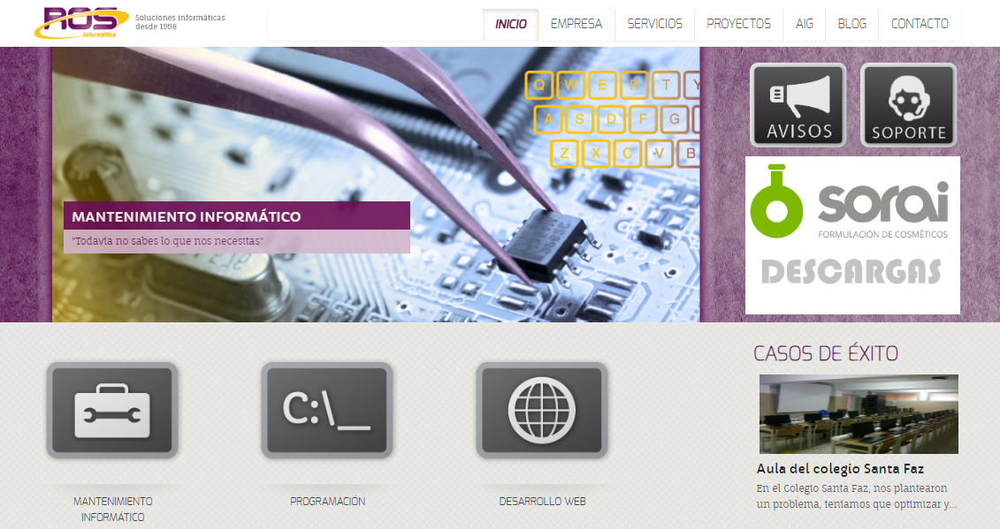 ROS
informática
Soluciones informáticas
desde 1998
INICIO
EMPRESA
SERVICIOS
PROYECTOS
AIG
BLOG
CONTACTO
Q W E R T Y
A S D F G
Z X C V B
AVISOS
SOPORTE
sorai
FORMULACIÓN DE COSMÉTICOS
DESCARGAS
MANTENIMIENTO INFORMÁTICO
"Todavía no sabes lo que nos necesitas"
C:\_
MANTENIMIENTO
INFORMÁTICO
PROGRAMACIÓN
DESARROLLO WEB
CASOS DE ÉXITO
Aula del colegio Santa Faz
En el Colegio Santa Faz, nos plantearon
un problema, teníamos que optimizar y...